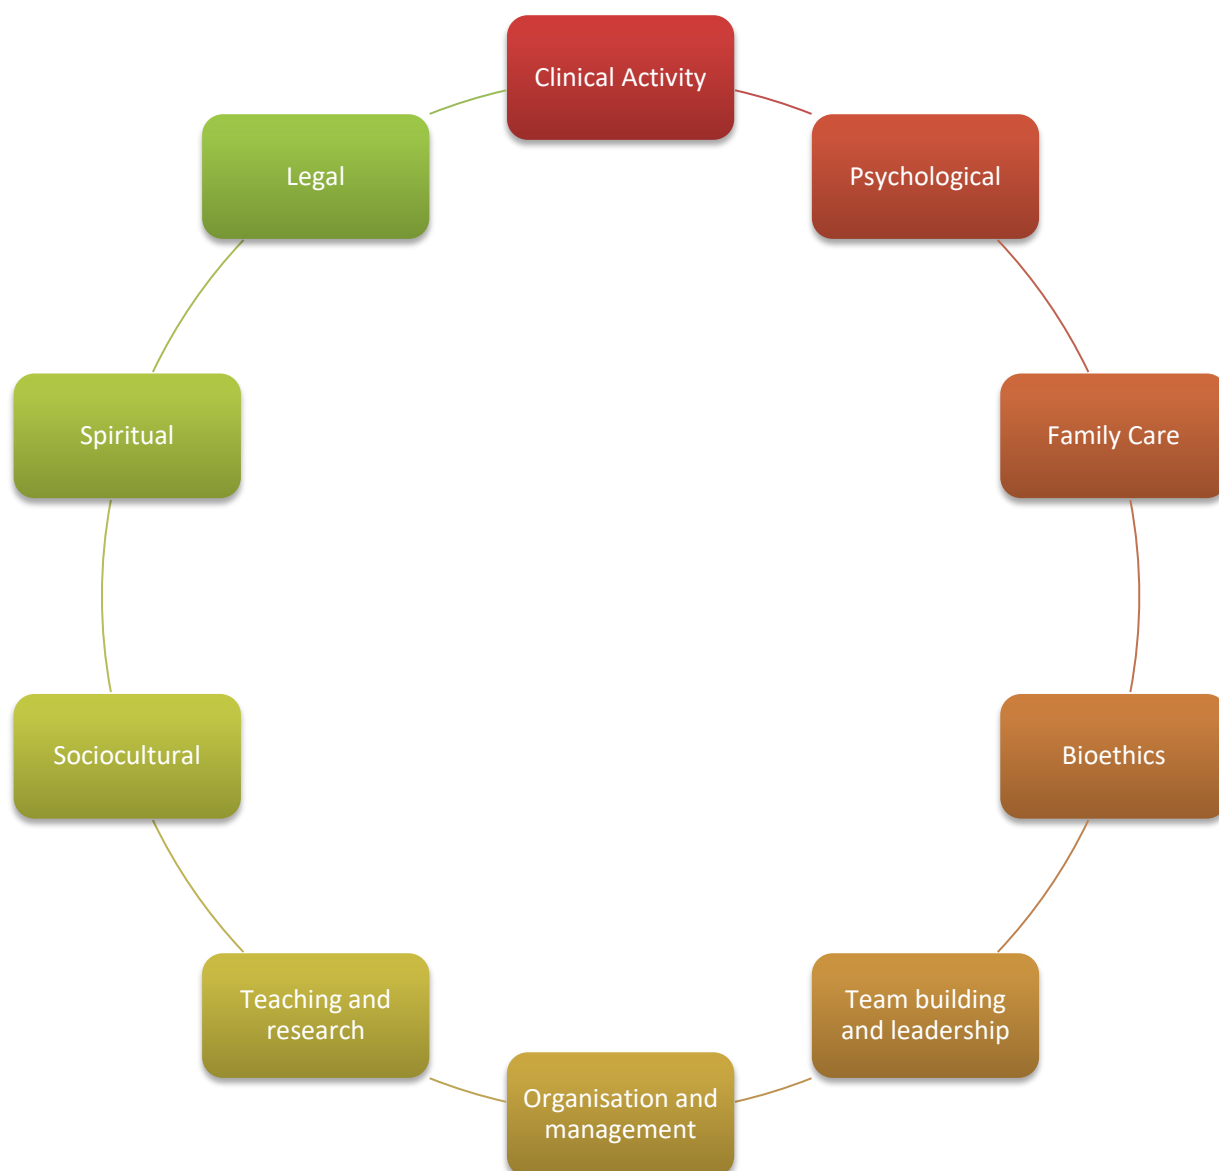 Clinical Activity
Psychological
Family Care
Bioethics
Team building
and leadership
Organisation and
management
Teaching and
research
Sociocultural
Spiritual
Legal